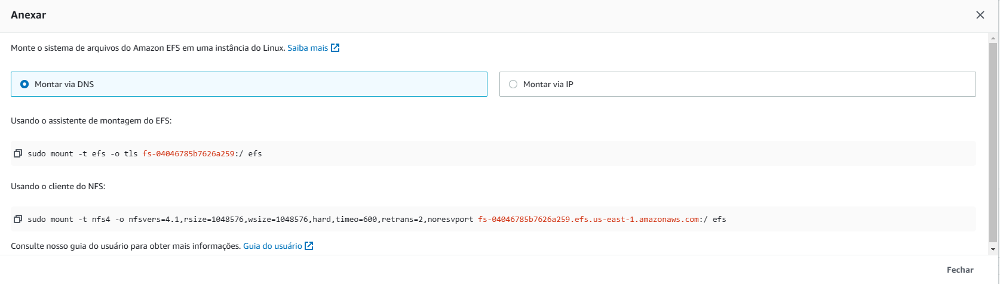 Anexar
Monte o sistema de arquivos do Amazon EFS em uma instância do Linux. Saiba mais
Montar via DNS
Montar via IP
Usando o assistente de montagem do EFS:
sudo mount -t efs -o tls fs-04046785b7626a259:/ efs
Usando o cliente do NFS:
sudo mount -t nfs4 -o nfsvers=4.1,rsize=1048576,wsize=1048576,hard,timeo=600,retrans=2,noresvport fs-04046785b7626a259.efs.us-east-1.amazonaws.com:/ efs
Consulte nosso guia do usuário para obter mais informações. Guia do usuário
Fechar